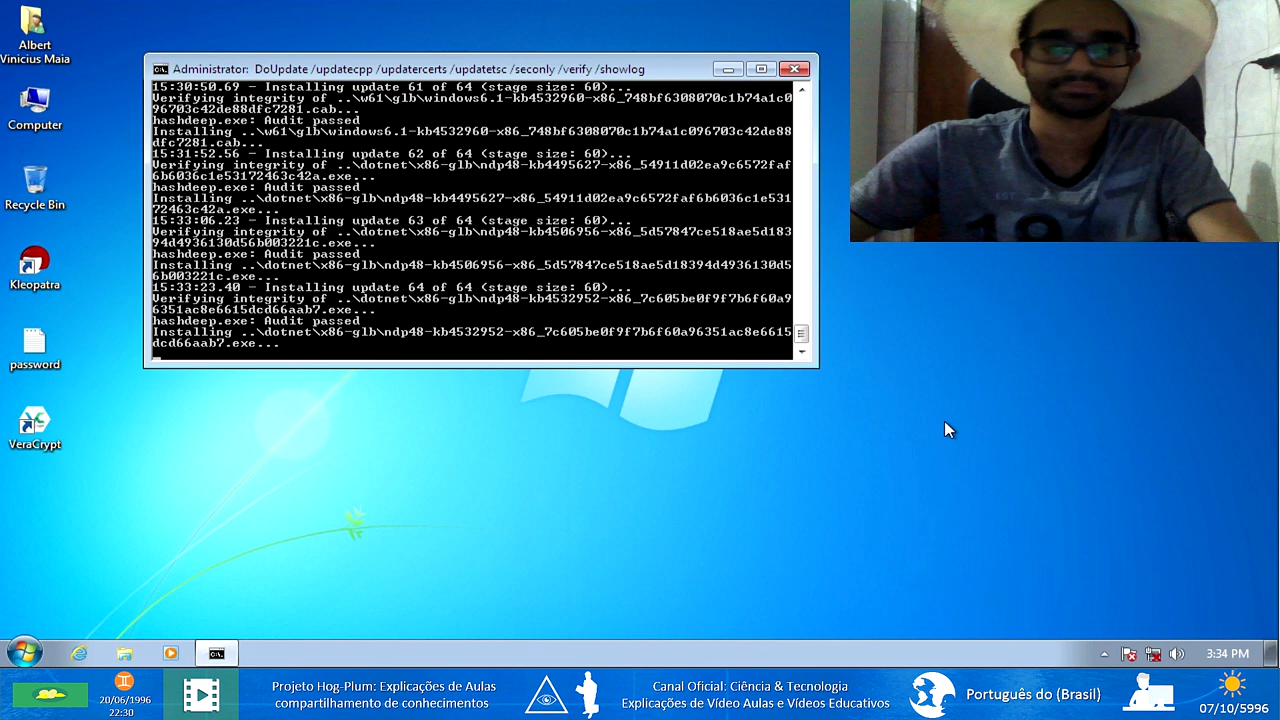 Albert
Vinicius Maia
Computer
Recycle Bin
Kleopatra
password
VeraCrypt
Administrator: DoUpdate /updatecpp /updatercerts /updatetsc /seconly /verify /showlog
15:30:50.69 - Installing update 61 of 64 (stage size: 60)...
Verifying integrity of ..\w61\glb\windows6.1-kb4532960-x86_748bf6308070c1b74a1c0
96703c42de88dfc7281.cab...
hashdeep.exe: Audit passed
Installing ..\w61\glb\windows6.1-kb4532960-x86_748bf6308070c1b74a1c096703c42de88
dfc7281.cab...
15:31:52.56 - Installing update 62 of 64 (stage size: 60)...
Verifying integrity of ..\dotnet\x86-glb\ndp48-kb4495627-x86_54911d02ea9c6572faf
6b6036c1e53172463c42a.exe...
hashdeep.exe: Audit passed
Installing ..\dotnet\x86-glb\ndp48-kb4495627-x86_54911d02ea9c6572faf6b6036c1e531
72463c42a.exe...
15:33:06.23 - Installing update 63 of 64 (stage size: 60)...
Verifying integrity of ..\dotnet\x86-glb\ndp48-kb4506956-x86_5d57847ce518ae5d183
94d4936130d56b003221c.exe...
hashdeep.exe: Audit passed
Installing ..\dotnet\x86-glb\ndp48-kb4506956-x86_5d57847ce518ae5d18394d4936130d5
6b003221c.exe...
15:33:23.40 - Installing update 64 of 64 (stage size: 60)...
Verifying integrity of ..\dotnet\x86-glb\ndp48-kb4532952-x86_7c605be0f9f7b6f60a9
6351ac8e6615dcd66aab7.exe...
hashdeep.exe: Audit passed
Installing ..\dotnet\x86-glb\ndp48-kb4532952-x86_7c605be0f9f7b6f60a96351ac8e6615
dcd66aab7.exe...
3:34 PM
20/06/1996
22:30
Projeto Hog-Plum: Explicações de Aulas
compartilhamento de conhecimentos
Canal Oficial: Ciência & Tecnologia
Explicações de Vídeo Aulas e Vídeos Educativos
Português do (Brasil)
07/10/5996